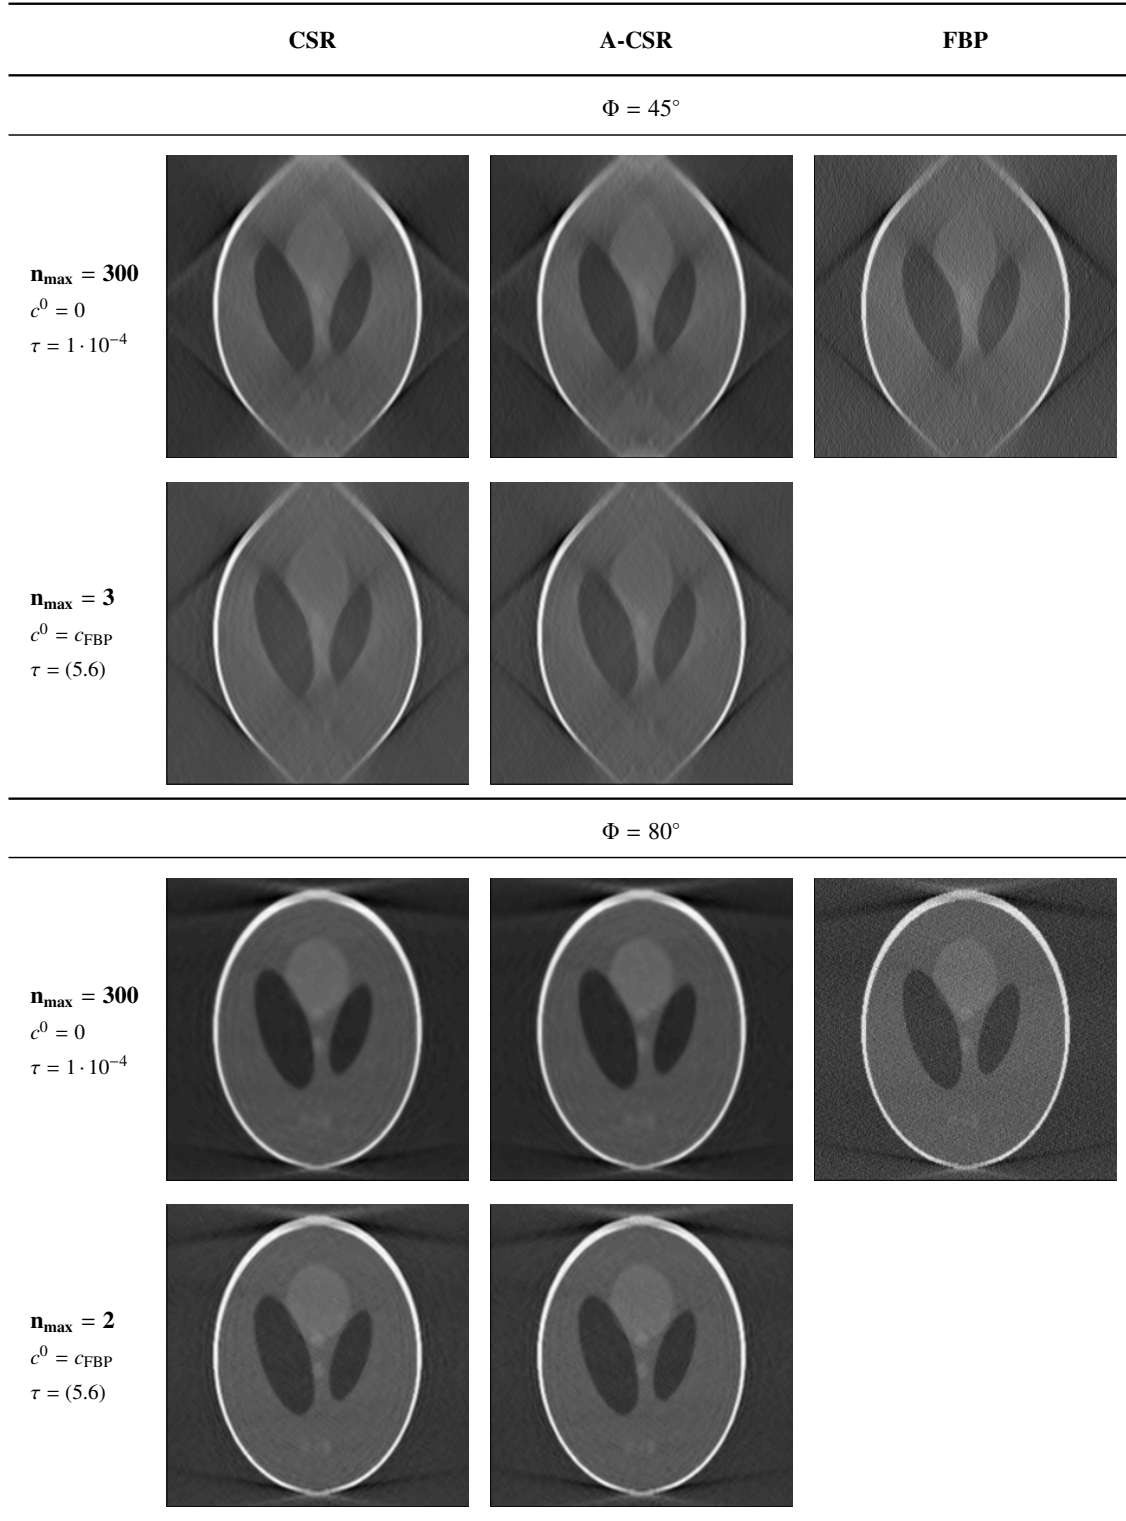 CSR A-CSR FBP
Φ = 45°
n_max = 300
c^0 = 0
τ = 1 · 10^−4
n_max = 3
c^0 = c_FBP
τ = (5.6)
Φ = 80°
n_max = 300
c^0 = 0
τ = 1 · 10^−4
n_max = 2
c^0 = c_FBP
τ = (5.6)